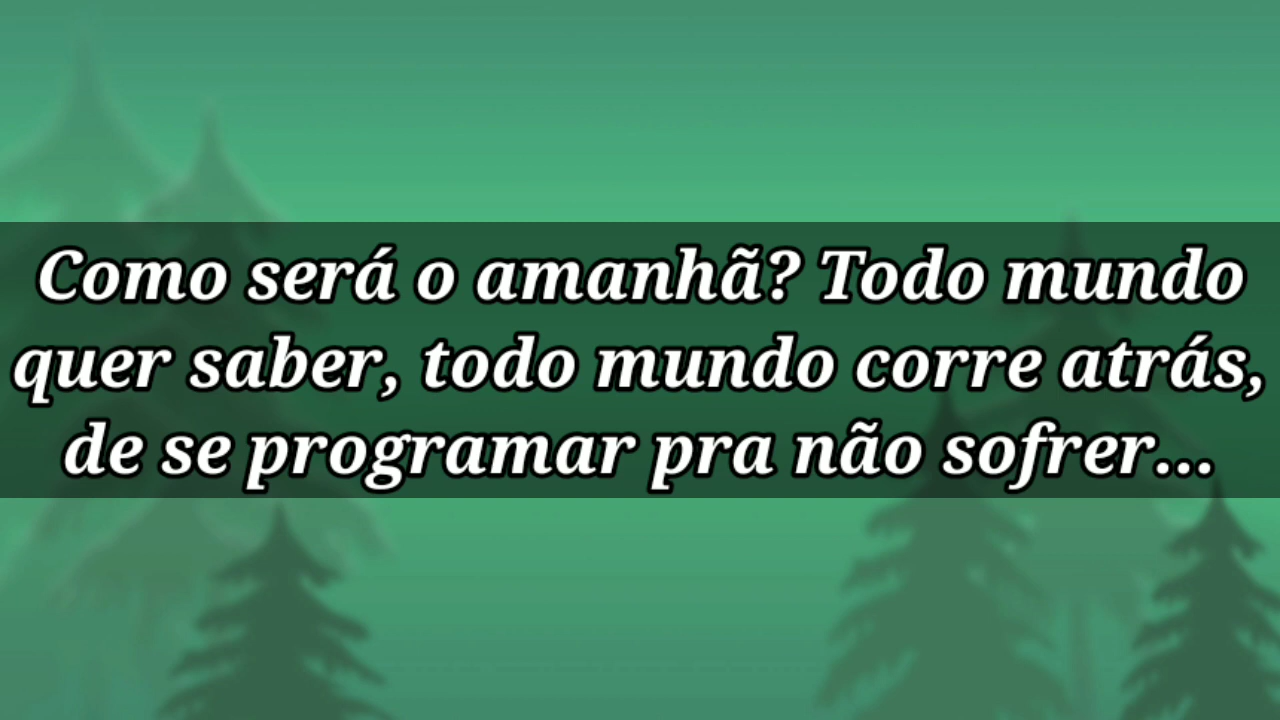 Como será o amanhã? Todo mundo
quer saber, todo mundo corre atrás,
de se programar pra não sofrer...